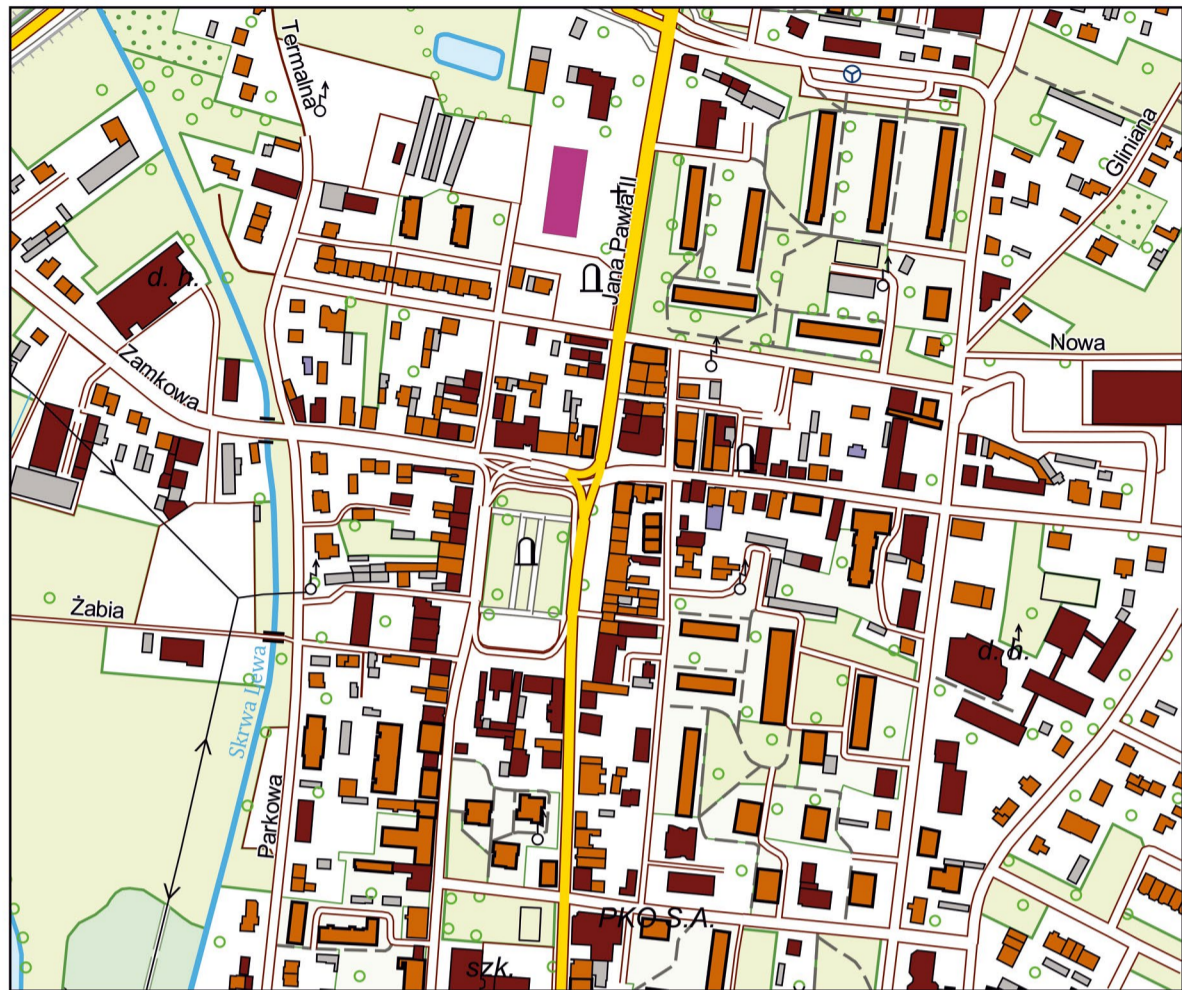 Termalna
Gliniana
Jana Pawła II
d. h.
Nowa
Zamkowa
Żabia
d. h.
Skrwa Lewa
Parkowa
PKO S.A.
szk.